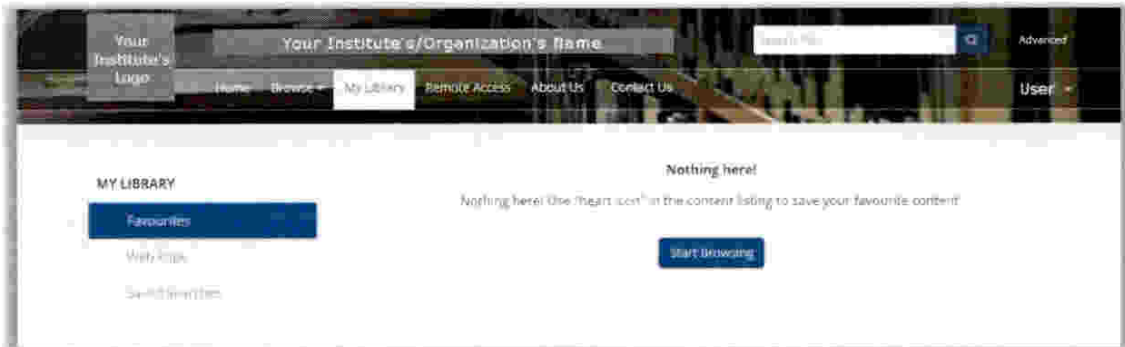 Your
Institute's
Logo
Your Institute's/Organization's Name
Advanced
Home Browse My Library Remote Access About Us Contact Us
User
Nothing here!
MY LIBRARY
Nothing here! Use "heart icon" in the content listing to save your favourite content
Favourites
Start Browsing
Saved Searches